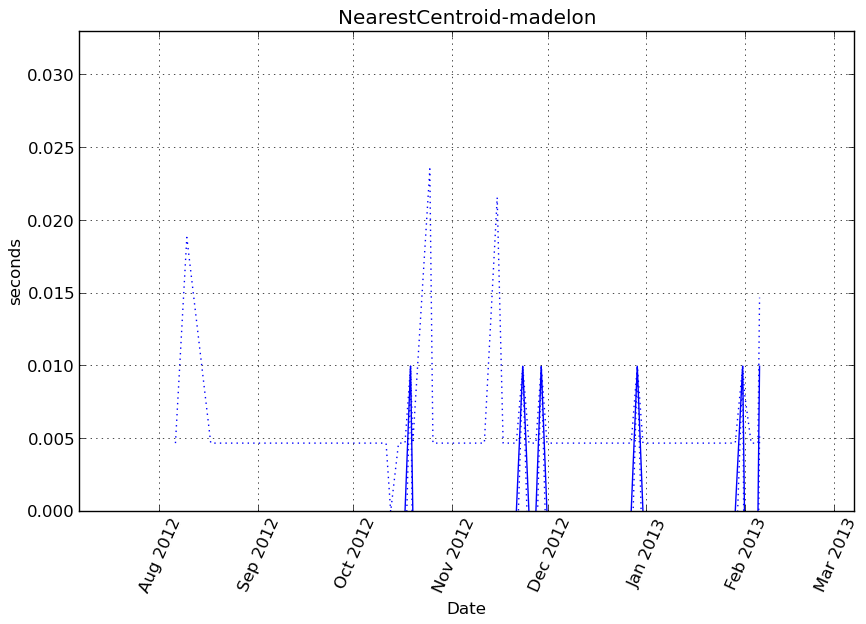 NearestCentroid-madelon
0.030
0.025
0.020
0.015
0.010
0.005
0.000
seconds
Aug 2012
Sep 2012
Oct 2012
Nov 2012
Dec 2012
Jan 2013
Feb 2013
Mar 2013
Date